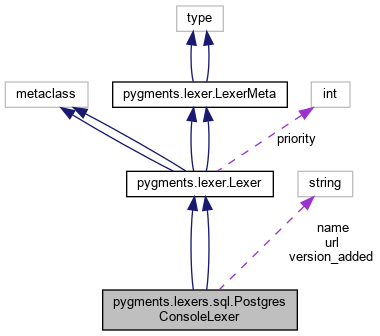 type
metaclass
pygments.lexer.LexerMeta
int
priority
pygments.lexer.Lexer
string
name
url
version_added
pygments.lexers.sql.Postgres
ConsoleLexer